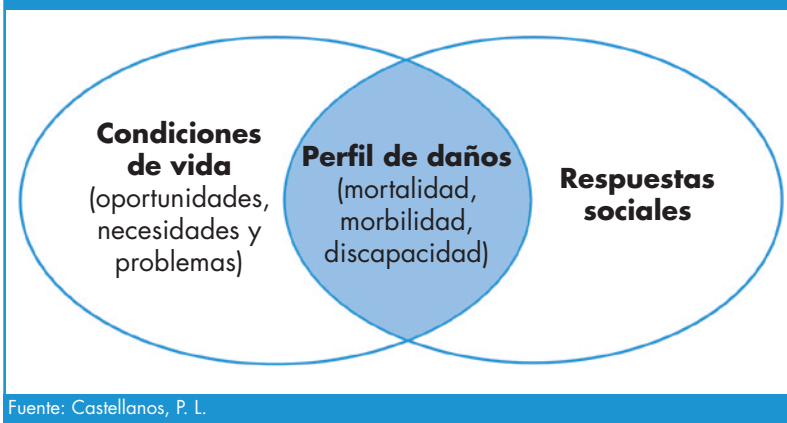 Condiciones
de vida
(oportunidades,
necesidades y
problemas)
Perfil de daños
(mortalidad,
morbilidad,
discapacidad)
Respuestas
sociales
Fuente: Castellanos, P. L.